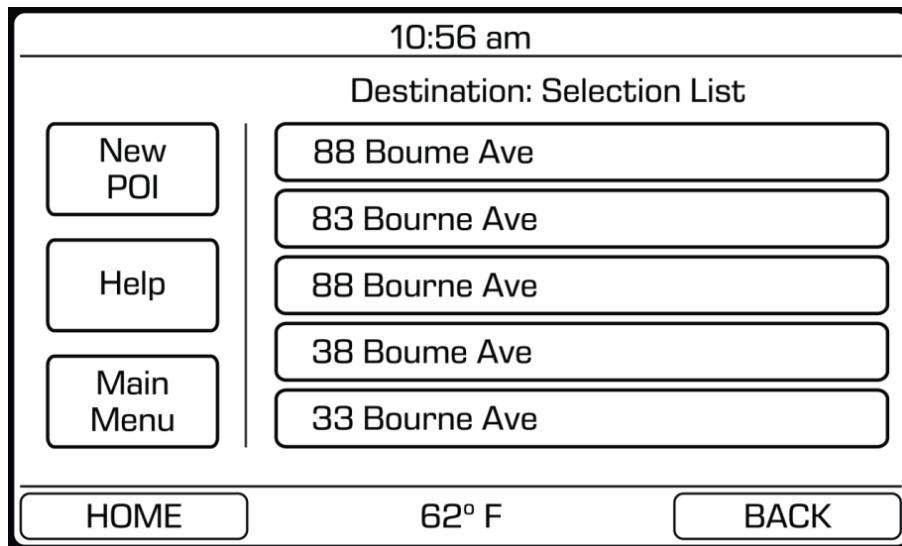 10:56 am
Destination: Selection List
New
POI
Help
Main
Menu
88 Boume Ave
83 Bourne Ave
88 Bourne Ave
38 Boume Ave
33 Bourne Ave
HOME
62° F
BACK